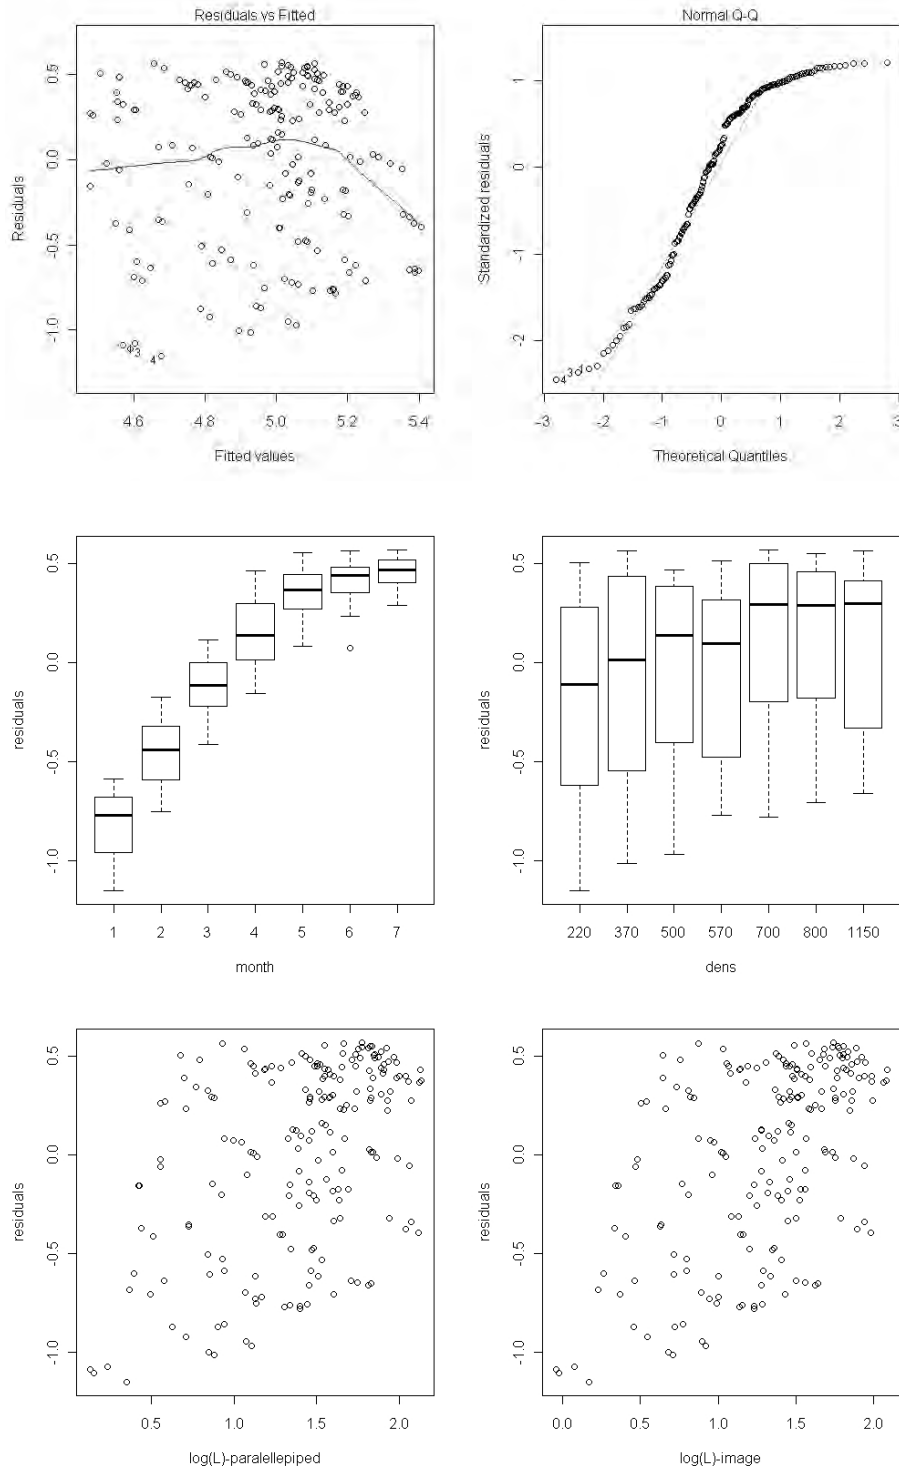 Residuals vs Fitted
Residuals
0.5
0.0
-0.5
-1.0
3
4
4.6 4.8 5.0 5.2 5.4
Fitted values
Normal Q-Q
Standardized residuals
1
0
-1
-2
4 3
-3 -2 -1 0 1 2 3
Theoretical Quantiles
residuals
0.5
0.0
-0.5
-1.0
1 2 3 4 5 6 7
month
residuals
0.5
0.0
-0.5
-1.0
220 370 500 570 700 800 1150
dens
residuals
0.5
0.0
-0.5
-1.0
0.5 1.0 1.5 2.0
log(L)-paralellepiped
residuals
0.5
0.0
-0.5
-1.0
0.0 0.5 1.0 1.5 2.0
log(L)-image